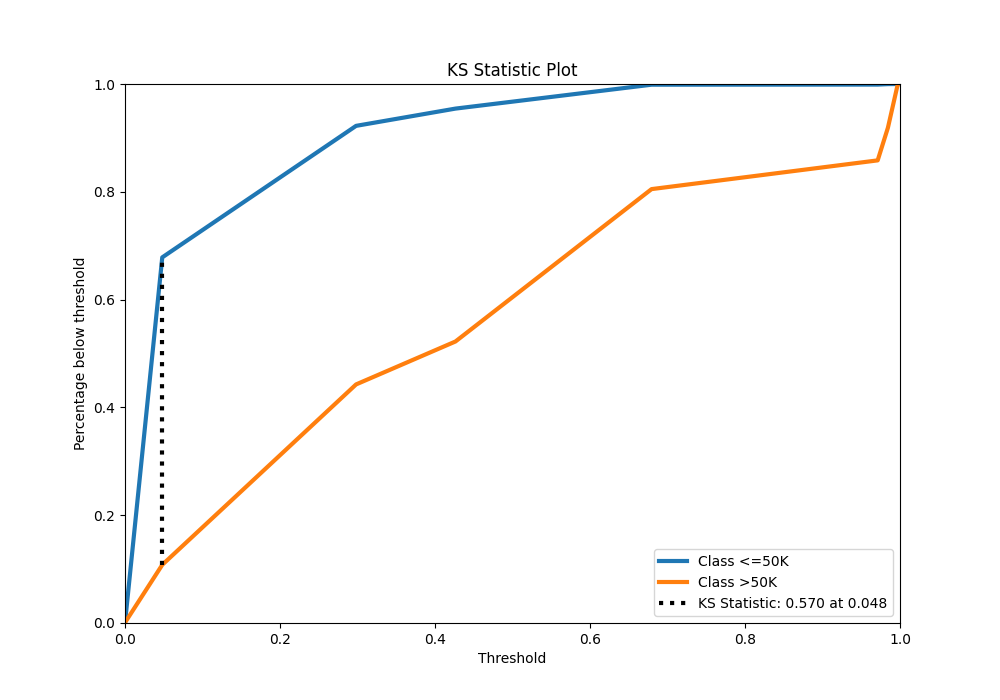 KS Statistic Plot
1.0
0.8
0.6
0.4
0.2
0.0
Percentage below threshold
0.0 0.2 0.4 0.6 0.8 1.0
Threshold
Class <=50K
Class >50K
KS Statistic: 0.570 at 0.048